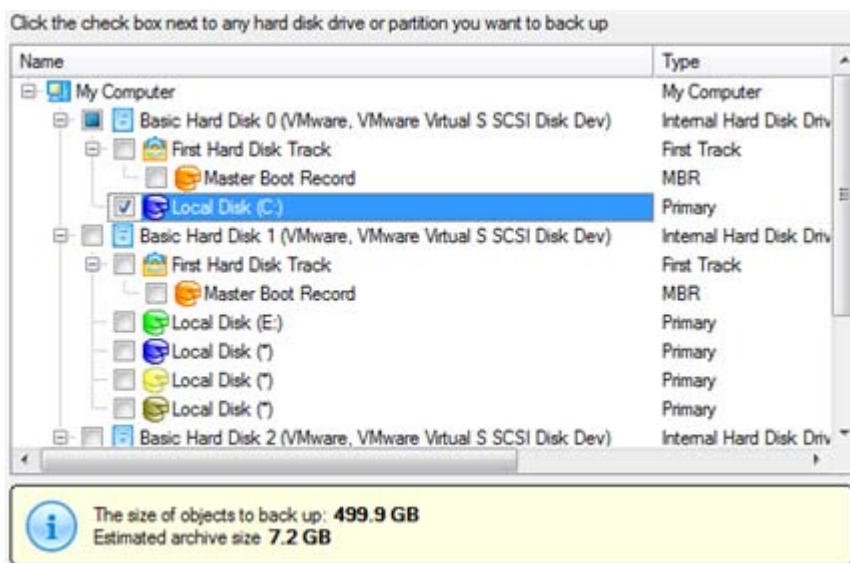 Click the check box next to any hard disk drive or partition you want to back up
Name Type
My Computer My Computer
Basic Hard Disk 0 (VMware, VMware Virtual S SCSI Disk Dev) Internal Hard Disk Driv
First Hard Disk Track First Track
Master Boot Record MBR
Local Disk (C:) Primary
Basic Hard Disk 1 (VMware, VMware Virtual S SCSI Disk Dev) Internal Hard Disk Driv
First Hard Disk Track First Track
Master Boot Record MBR
Local Disk (E:) Primary
Local Disk (*) Primary
Local Disk (*) Primary
Local Disk (*) Primary
Basic Hard Disk 2 (VMware, VMware Virtual S SCSI Disk Dev) Internal Hard Disk Driv
The size of objects to back up: 499.9 GB
Estimated archive size 7.2 GB